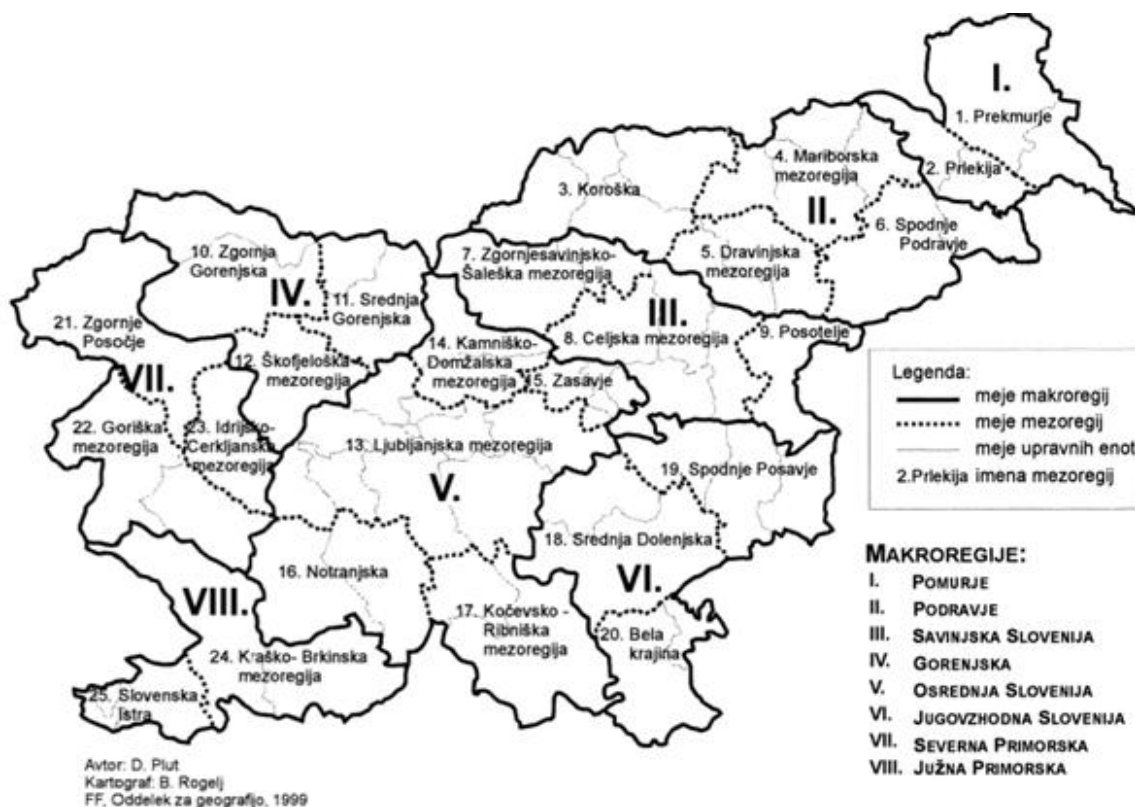 I.
1. Prekmurje
2. Prlekija
4. Mariborska
mezoregija
3. Koroška
II.
6. Spodnje
Podravje
5. Dravinjska
mezoregija
7. Zgornjesavinjsko-
Šaleška mezoregija
10. Zgornja
Gorenjska
IV.
11. Srednja
Gorenjska
III.
8. Celjska mezoregija
9. Posotelje
21. Zgornje
Posočje
VII.
12. Škofjeloška
mezoregija
14. Kamniško-
Domžalska
mezoregija
15. Zasavje
22. Goriška
mezoregija
23. Idrijsko-
Cerkljanska
mezoregija
13. Ljubljanjska mezoregija
V.
19. Spodnje Posavje
18. Srednja Dolenjska
VI.
16. Notranjska
17. Kočevsko -
Ribniška
mezoregija
20. Bela
krajina
VIII.
24. Kraško- Brkinska
mezoregija
25. Slovenska
Istra
Legenda:
meje makroregij
meje mezoregij
meje upravnih enot
2.Prlekija imena mezoregij
MAKROREGIJE:
I. POMURJE
II. PODRAVJE
III. SAVINJSKA SLOVENIJA
IV. GORENJSKA
V. OSREDNJA SLOVENIJA
VI. JUGOVZHODNA SLOVENIJA
VII. SEVERNA PRIMORSKA
VIII. JUŽNA PRIMORSKA
Avtor: D. Plut
Kartograf: B. Rogelj
FF, Oddelek za geografijo, 1999